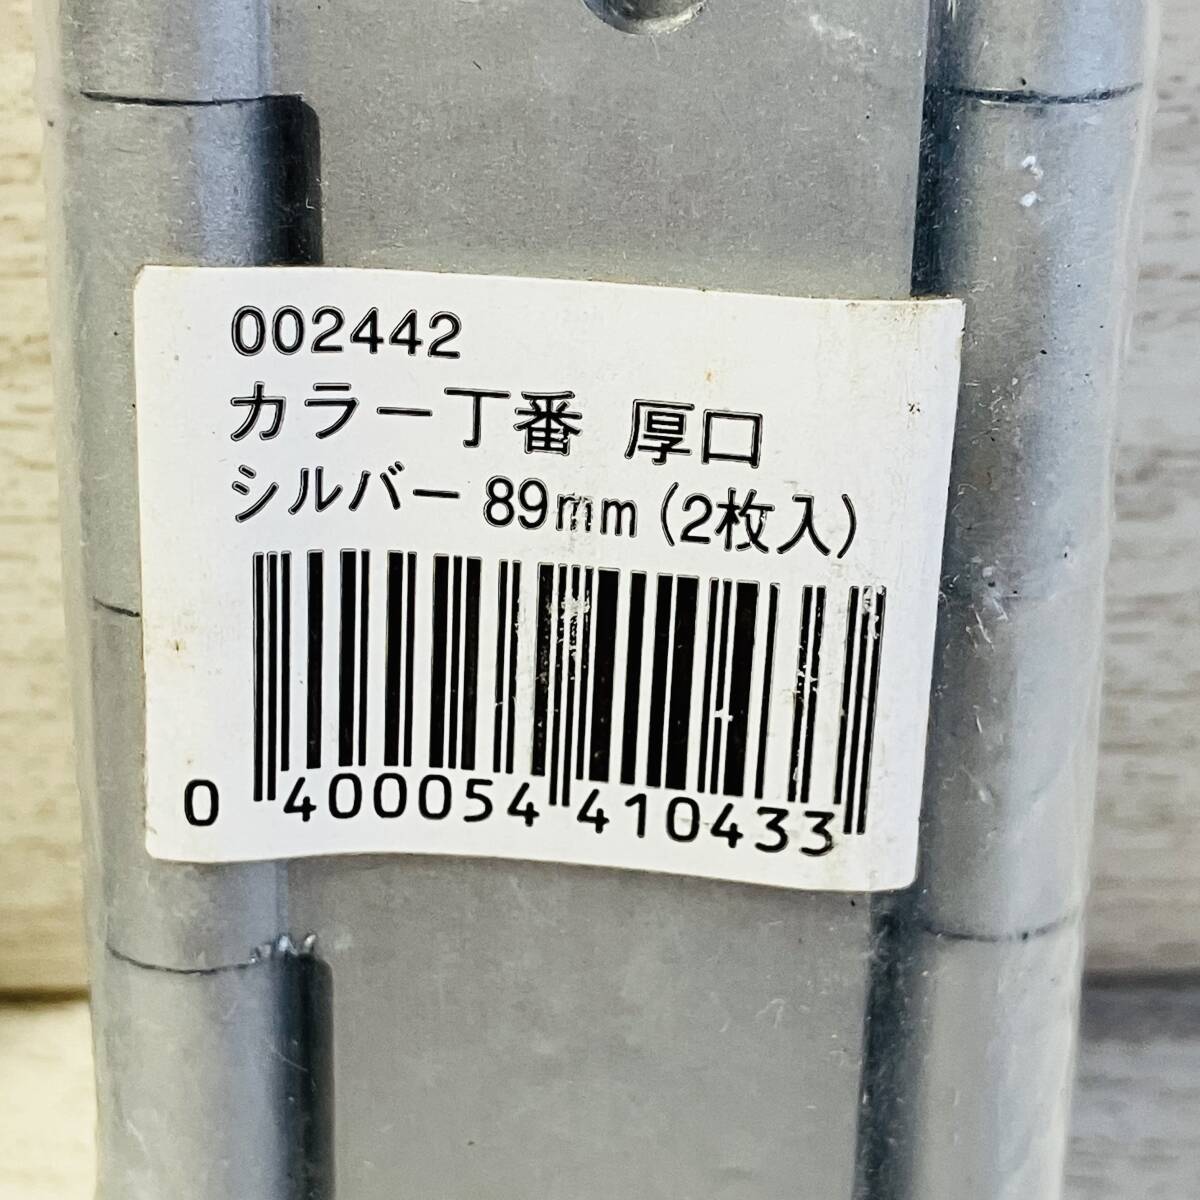 002442
カラー丁番 厚口
シルバー 89mm (2枚入)
0 400054 410433